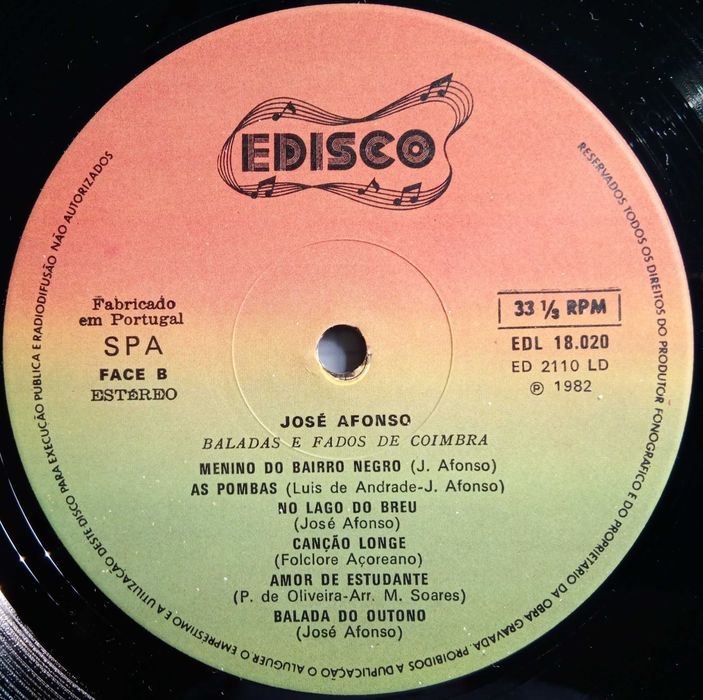 EDISCO
RESERVADOS TODOS OS DIREITOS DO PRODUTOR FONOGRAFICO E DO PROPRIETARIO DA OBRA GRAVADA. PROIBIDOS A DUPLICAÇÃO O ALUGUER O EMPRÉSTIMO E A UTILIZAÇÃO DESTE DISCO PARA EXECUÇÃO PUBLICA E RADIODIFUSÃO NÃO AUTORIZADOS
Fabricado
em Portugal
SPA
FACE B
ESTÉREO
33 1/3 RPM
EDL 18.020
ED 2110 LD
℗ 1982
JOSÉ AFONSO
BALADAS E FADOS DE COIMBRA
MENINO DO BAIRRO NEGRO (J. Afonso)
AS POMBAS (Luis de Andrade-J. Afonso)
NO LAGO DO BREU
(José Afonso)
CANÇÃO LONGE
(Folclore Açoreano)
AMOR DE ESTUDANTE
(P. de Oliveira-Arr. M. Soares)
BALADA DO OUTONO
(José Afonso)